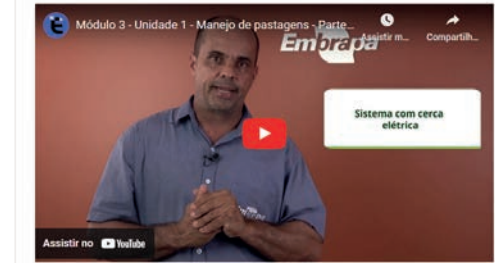 Módulo 3 - Unidade 1 - Manejo de pastagens - Parte...
Assistir m...
Compartilh...
Embrapa
Sistema com cerca
elétrica
Assistir no YouTube